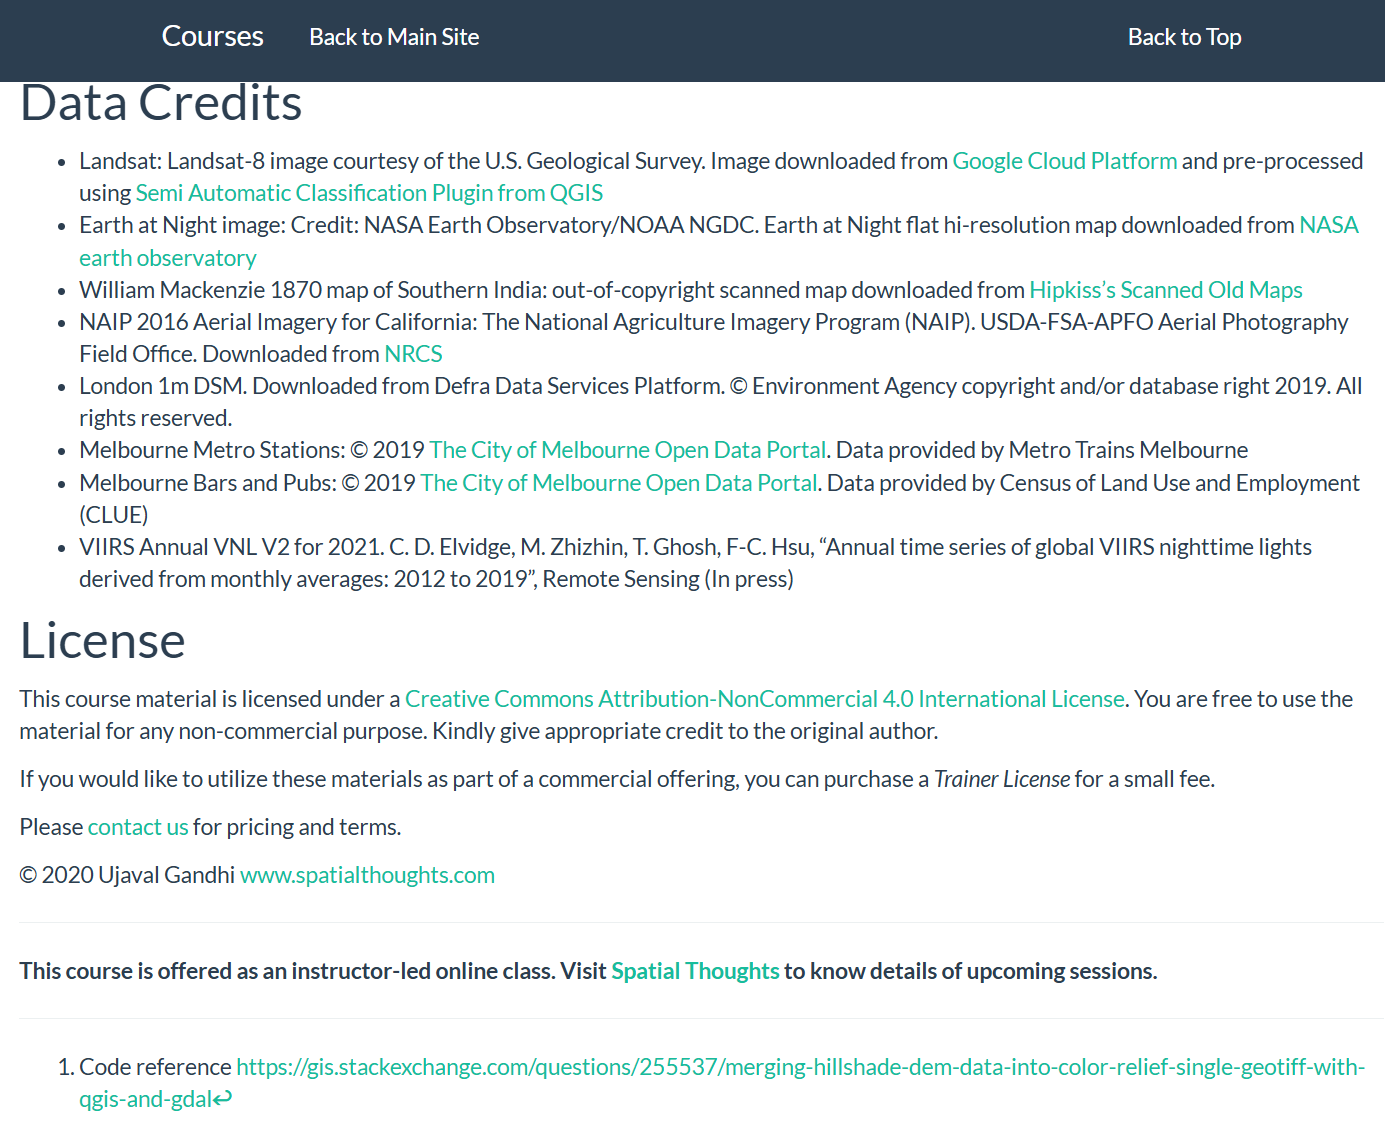 Courses Back to Main Site Back to Top
Data Credits
• Landsat: Landsat-8 image courtesy of the U.S. Geological Survey. Image downloaded from Google Cloud Platform and pre-processed
using Semi Automatic Classification Plugin from QGIS
• Earth at Night image: Credit: NASA Earth Observatory/NOAA NGDC. Earth at Night flat hi-resolution map downloaded from NASA
earth observatory
• William Mackenzie 1870 map of Southern India: out-of-copyright scanned map downloaded from Hipkiss’s Scanned Old Maps
• NAIP 2016 Aerial Imagery for California: The National Agriculture Imagery Program (NAIP). USDA-FSA-APFO Aerial Photography
Field Office. Downloaded from NRCS
• London 1m DSM. Downloaded from Defra Data Services Platform. © Environment Agency copyright and/or database right 2019. All
rights reserved.
• Melbourne Metro Stations: © 2019 The City of Melbourne Open Data Portal. Data provided by Metro Trains Melbourne
• Melbourne Bars and Pubs: © 2019 The City of Melbourne Open Data Portal. Data provided by Census of Land Use and Employment
(CLUE)
• VIIRS Annual VNL V2 for 2021. C. D. Elvidge, M. Zhizhin, T. Ghosh, F-C. Hsu, “Annual time series of global VIIRS nighttime lights
derived from monthly averages: 2012 to 2019”, Remote Sensing (In press)
License
This course material is licensed under a Creative Commons Attribution-NonCommercial 4.0 International License. You are free to use the
material for any non-commercial purpose. Kindly give appropriate credit to the original author.
If you would like to utilize these materials as part of a commercial offering, you can purchase a Trainer License for a small fee.
Please contact us for pricing and terms.
© 2020 Ujaval Gandhi www.spatialthoughts.com
This course is offered as an instructor-led online class. Visit Spatial Thoughts to know details of upcoming sessions.
1. Code reference https://gis.stackexchange.com/questions/255537/merging-hillshade-dem-data-into-color-relief-single-geotiff-with-
qgis-and-gdal↩